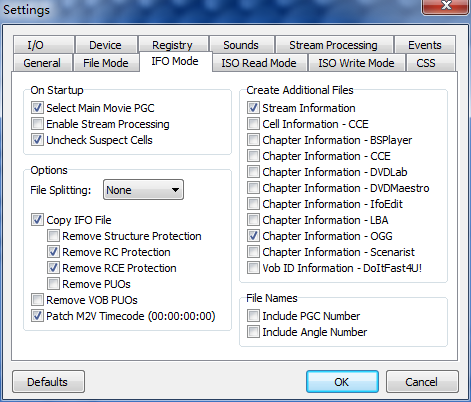 Settings
I/O Device Registry Sounds Stream Processing Events
General File Mode IFO Mode ISO Read Mode ISO Write Mode CSS
On Startup
Select Main Movie PGC
Enable Stream Processing
Uncheck Suspect Cells
Options
File Splitting: None
Copy IFO File
Remove Structure Protection
Remove RC Protection
Remove RCE Protection
Remove PUOs
Remove VOB PUOs
Patch M2V Timecode (00:00:00:00)
Create Additional Files
Stream Information
Cell Information - CCE
Chapter Information - BSPlayer
Chapter Information - CCE
Chapter Information - DVDLab
Chapter Information - DVDMaestro
Chapter Information - IfoEdit
Chapter Information - LBA
Chapter Information - OGG
Chapter Information - Scenarist
Vob ID Information - DoItFast4U!
File Names
Include PGC Number
Include Angle Number
Defaults OK Cancel